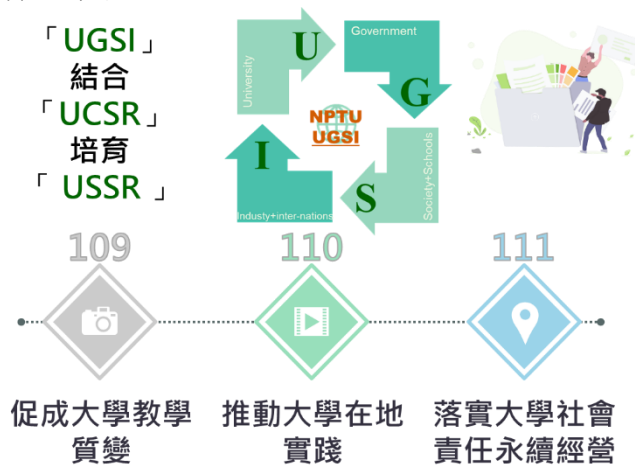 「UGSI」
結合
「UCSR」
培育
「 USSR 」
U
University
Government
G
NPTU
UGSI
I
Industy+inter-nations
S
Society+Schools
109
110
111
促成大學教學
質變
推動大學在地
實踐
落實大學社會
責任永續經營